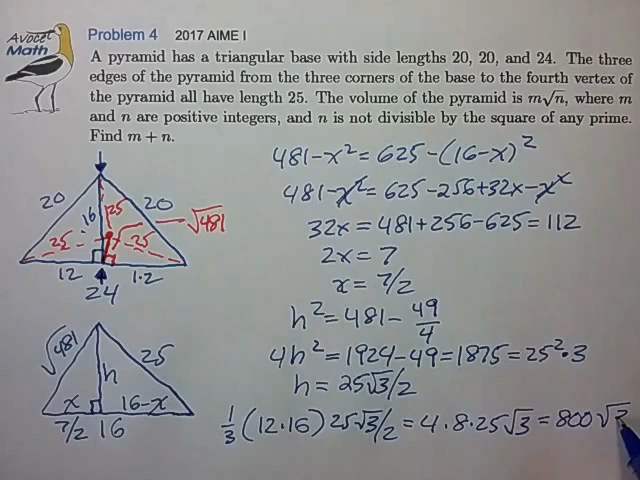 Avocet
Math
Problem 4 2017 AIME I
A pyramid has a triangular base with side lengths 20, 20, and 24. The three
edges of the pyramid from the three corners of the base to the fourth vertex of
the pyramid all have length 25. The volume of the pyramid is m√n, where m
and n are positive integers, and n is not divisible by the square of any prime.
Find m + n.
481-x²=625-(16-x)²
481-x²=625-256+32x-x²
32x=481+256-625=112
2x=7
x=7/2
h²=481-49/4
4h²=1924-49=1875=25²·3
h=25√3/2
1/3(12·16)25√3/2=4·8·25√3=800√3
20 20
16 25
√481
25 25
12 12
24
√481 25
h
x 16-x
7/2 16